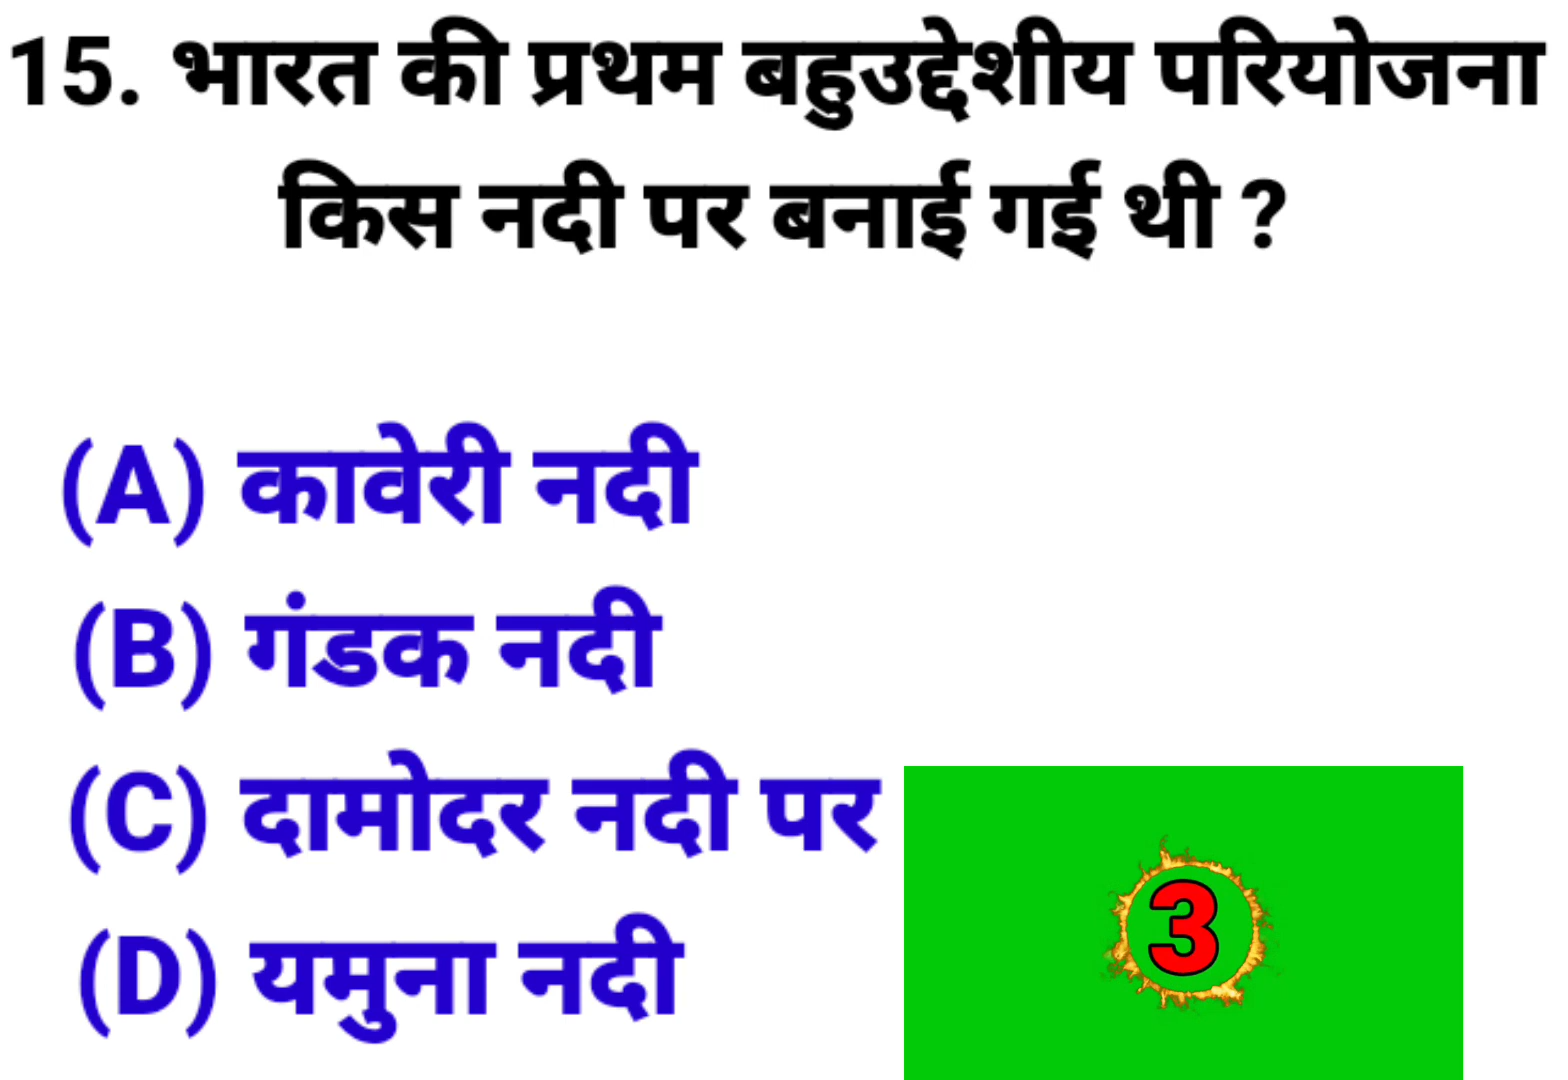 15. भारत की प्रथम बहुउद्देशीय परियोजना
किस नदी पर बनाई गई थी ?
(A) कावेरी नदी
(B) गंडक नदी
(C) दामोदर नदी पर
(D) यमुना नदी
3